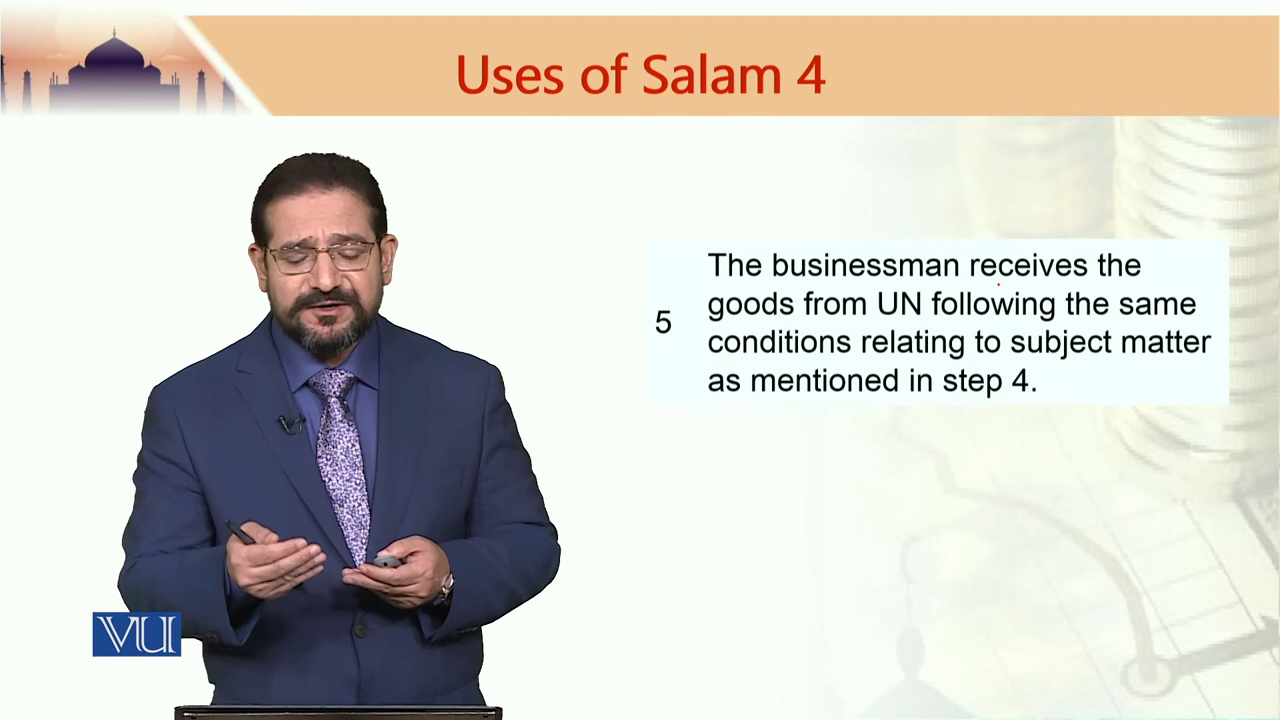 Uses of Salam 4
5
The businessman receives the
goods from UN following the same
conditions relating to subject matter
as mentioned in step 4.
VU